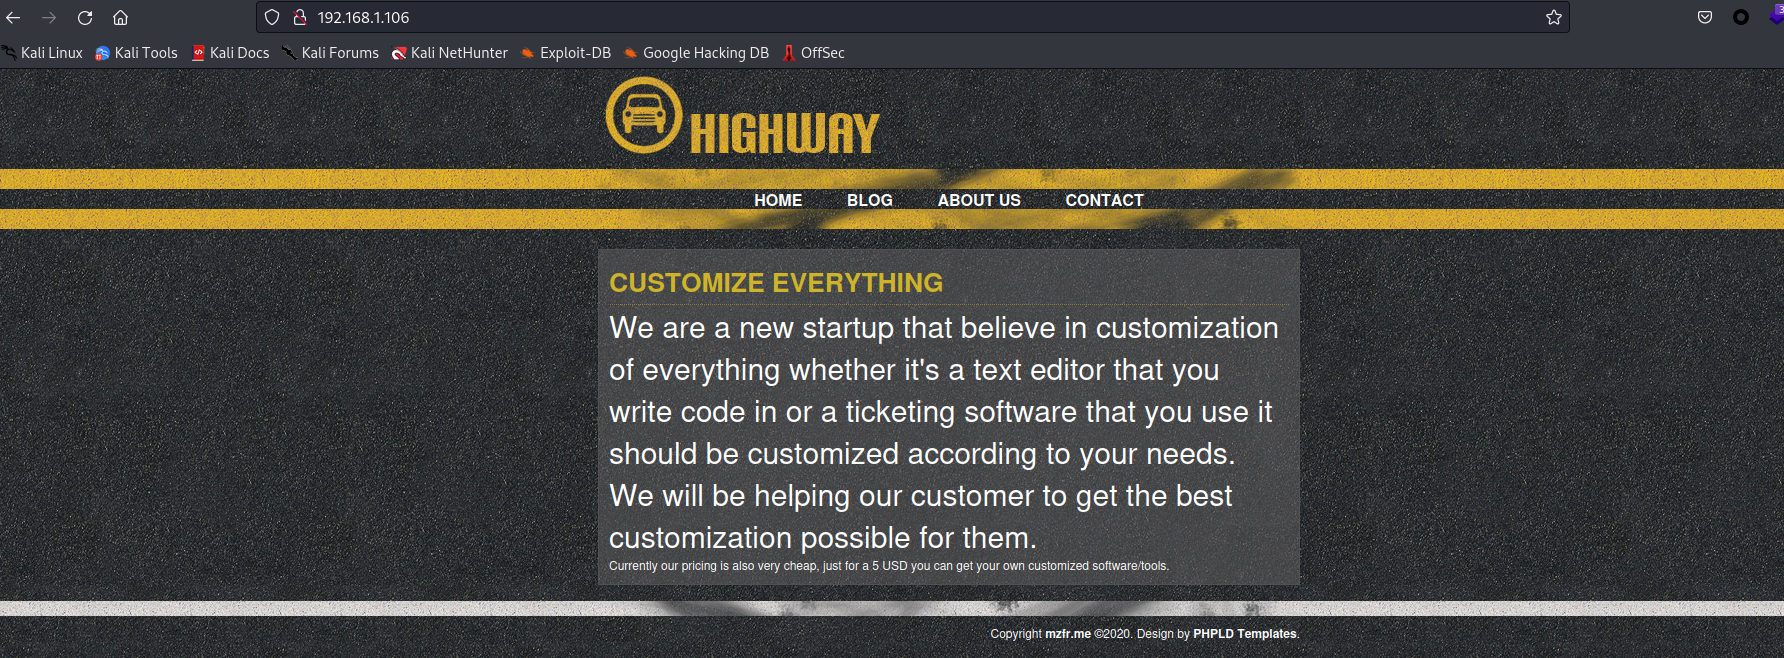 192.168.1.106
Kali Linux Kali Tools Kali Docs Kali Forums Kali NetHunter Exploit-DB Google Hacking DB OffSec
HIGHWAY
HOME BLOG ABOUT US CONTACT
CUSTOMIZE EVERYTHING
We are a new startup that believe in customization
of everything whether it's a text editor that you
write code in or a ticketing software that you use it
should be customized according to your needs.
We will be helping our customer to get the best
customization possible for them.
Currently our pricing is also very cheap, just for a 5 USD you can get your own customized software/tools.
Copyright mzfr.me ©2020. Design by PHPLD Templates.